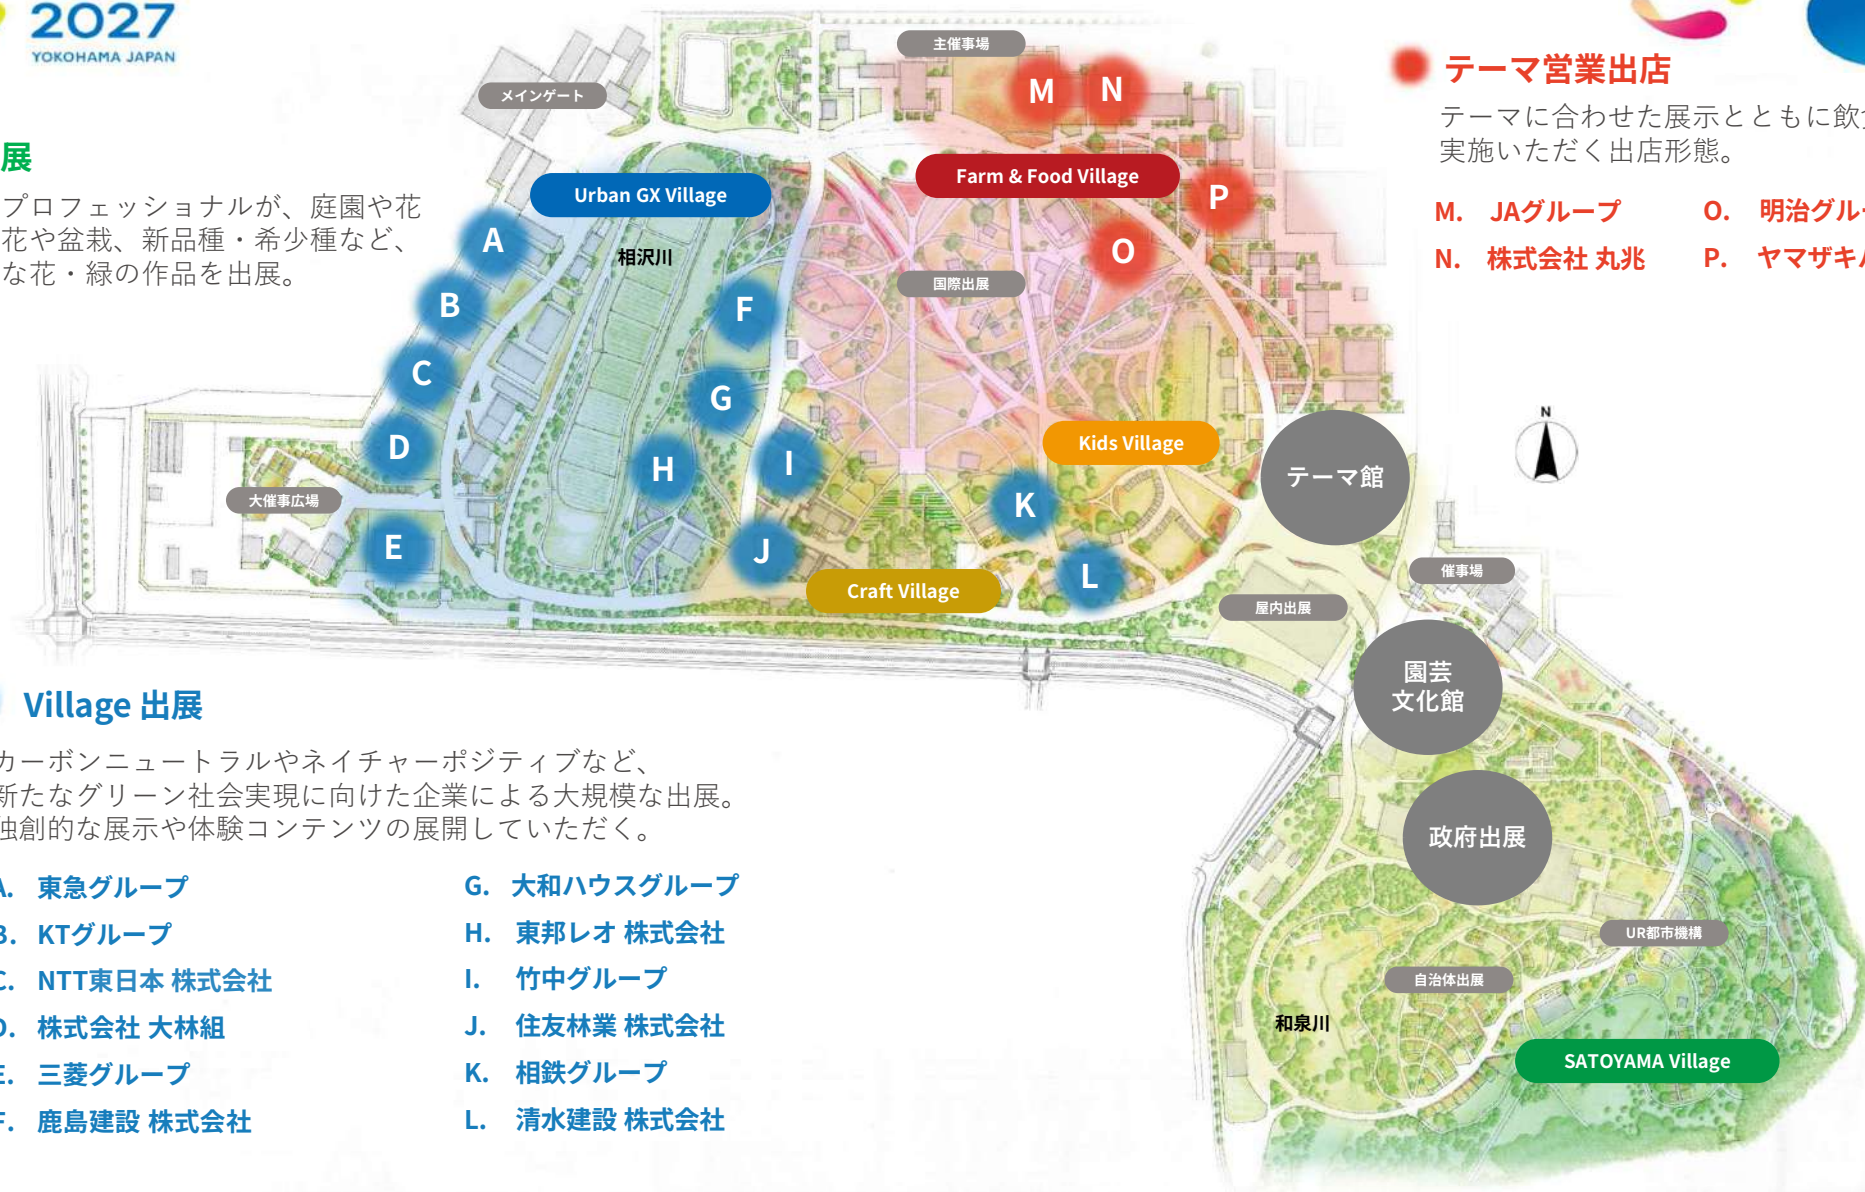 2027
YOKOHAMA JAPAN
展
プロフェッショナルが、庭園や花
花や盆栽、新品種・希少種など、
な花・緑の作品を出展。
テーマ営業出店
テーマに合わせた展示とともに飲
実施いただく出店形態。
M. JAグループ
O. 明治グル
N. 株式会社 丸兆
P. ヤマザキ
主催事場
メインゲート
M
N
Farm & Food Village
Urban GX Village
P
A
相沢川
O
国際出展
B
F
C
G
D
Kids Village
H
I
テーマ館
大催事広場
K
E
J
L
Craft Village
N
催事場
屋内出展
園芸
文化館
政府出展
UR都市機構
自治体出展
和泉川
SATOYAMA Village
Village 出展
カーボンニュートラルやネイチャーポジティブなど、
新たなグリーン社会実現に向けた企業による大規模な出展。
独創的な展示や体験コンテンツの展開していただく。
A. 東急グループ
B. KTグループ
C. NTT東日本 株式会社
D. 株式会社 大林組
E. 三菱グループ
F. 鹿島建設 株式会社
G. 大和ハウスグループ
H. 東邦レオ 株式会社
I. 竹中グループ
J. 住友林業 株式会社
K. 相鉄グループ
L. 清水建設 株式会社